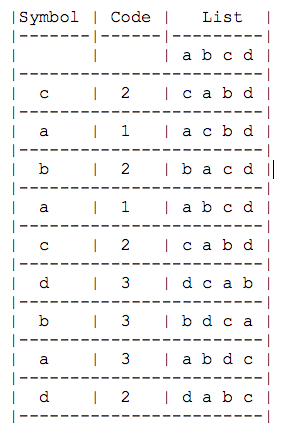 |Symbol | Code | List |
|-------|------|---------|
| | | a b c d |
|-------------------------|
| c | 2 | c a b d |
|-------------------------|
| a | 1 | a c b d |
|-------------------------|
| b | 2 | b a c d |
|-------------------------|
| a | 1 | a b c d |
|-------------------------|
| c | 2 | c a b d |
|-------------------------|
| d | 3 | d c a b |
|-------------------------|
| b | 3 | b d c a |
|-------------------------|
| a | 3 | a b d c |
|-------------------------|
| d | 2 | d a b c |
|-------------------------|